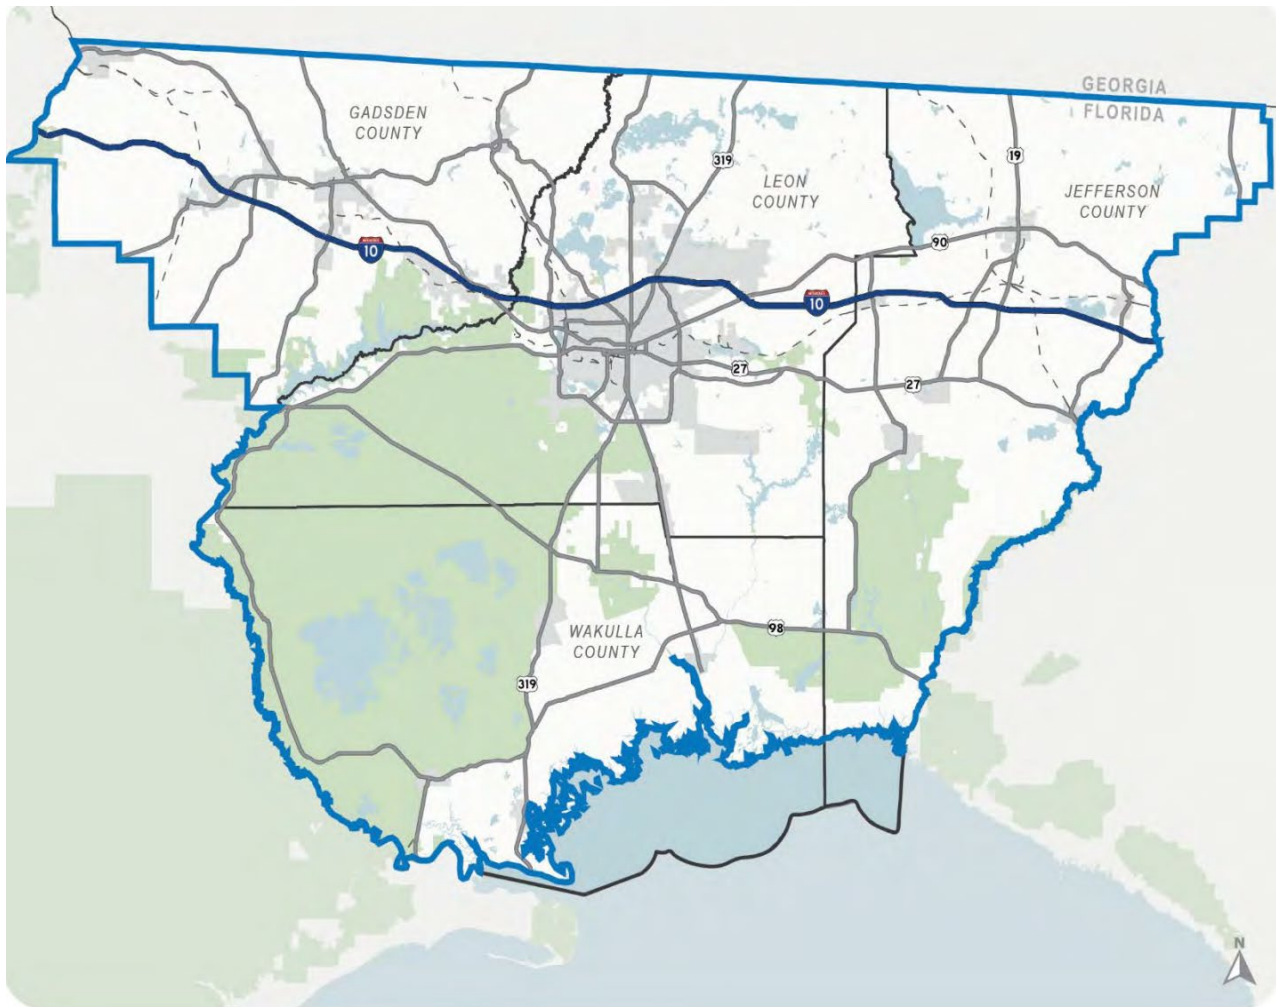 GEORGIA
FLORIDA
GADSDEN
COUNTY
319
19
LEON
COUNTY
JEFFERSON
COUNTY
90
10
10
27
27
WAKULLA
COUNTY
98
319
N